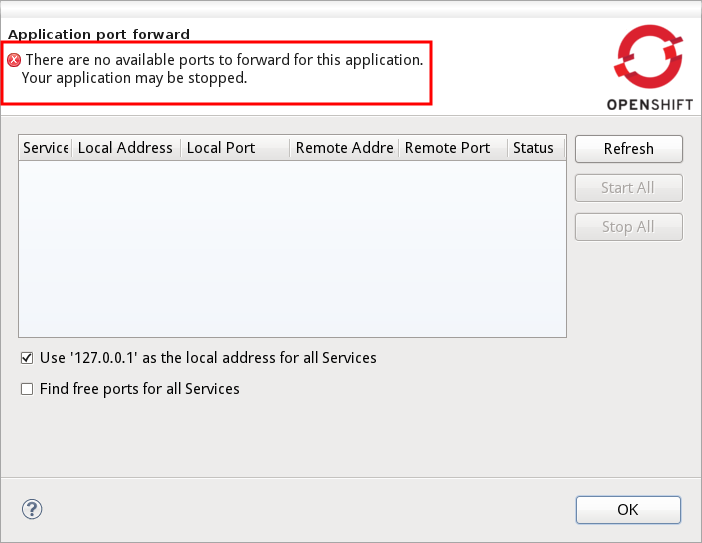 Application port forward
There are no available ports to forward for this application.
Your application may be stopped.
OPENSHIFT
Service Local Address Local Port Remote Addre Remote Port Status
Refresh
Start All
Stop All
Use '127.0.0.1' as the local address for all Services
Find free ports for all Services
?
OK